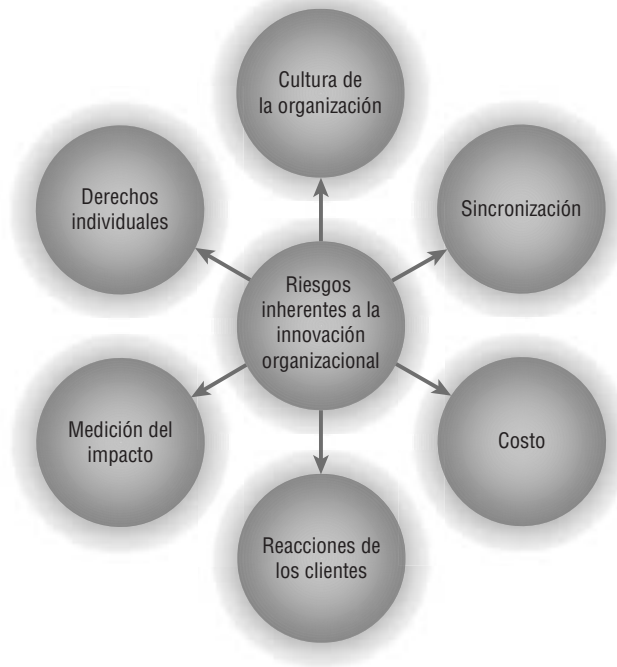 Cultura de
la organización
Derechos
individuales
Sincronización
Riesgos
inherentes a la
innovación
organizacional
Medición del
impacto
Costo
Reacciones de
los clientes